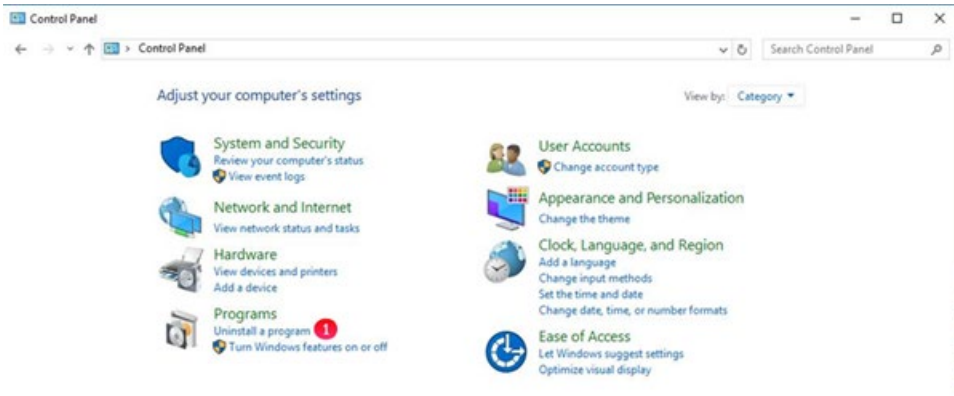 Control Panel
Control Panel
Search Control Panel
Adjust your computer's settings
View by: Category
System and Security
Review your computer's status
View event logs
Network and Internet
View network status and tasks
Hardware
View devices and printers
Add a device
Programs
Uninstall a program 1
Turn Windows features on or off
User Accounts
Change account type
Appearance and Personalization
Change the theme
Clock, Language, and Region
Add a language
Change input methods
Set the time and date
Change date, time, or number formats
Ease of Access
Let Windows suggest settings
Optimize visual display